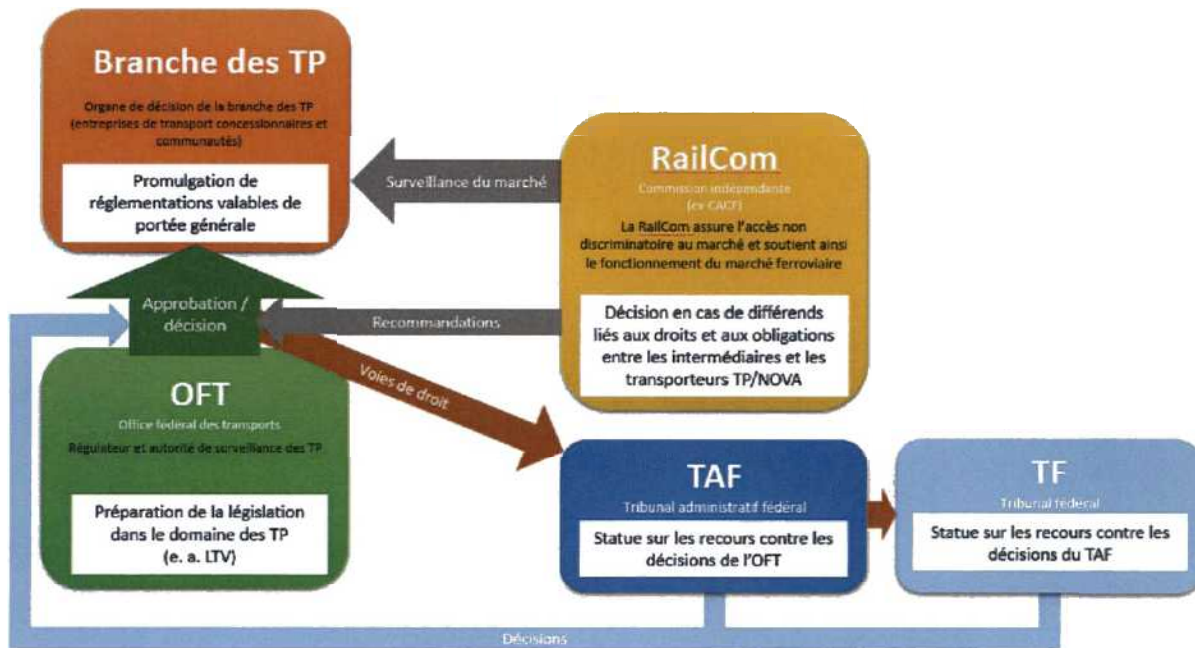 Branche des TP
Organe de décision de la branche des TP
(entreprises de transport concessionnaires et
communautés)
Promulgation de
réglementations valables de
portée générale
Surveillance du marché
RailCom
Commission indépendante
(ex-CACF)
La RailCom assure l'accès non
discriminatoire au marché et soutient ainsi
le fonctionnement du marché ferroviaire
Décision en cas de différends
liés aux droits et aux obligations
entre les intermédiaires et les
transporteurs TP/NOVA
Approbation /
décision
Recommandations
Voies de droit
OFT
Office fédéral des transports
Régulateur et autorité de surveillance des TP
Préparation de la législation
dans le domaine des TP
(e. a. LTV)
TAF
Tribunal administratif fédéral
Statue sur les recours contre les
décisions de l'OFT
TF
Tribunal fédéral
Statue sur les recours contre les
décisions du TAF
Décisions